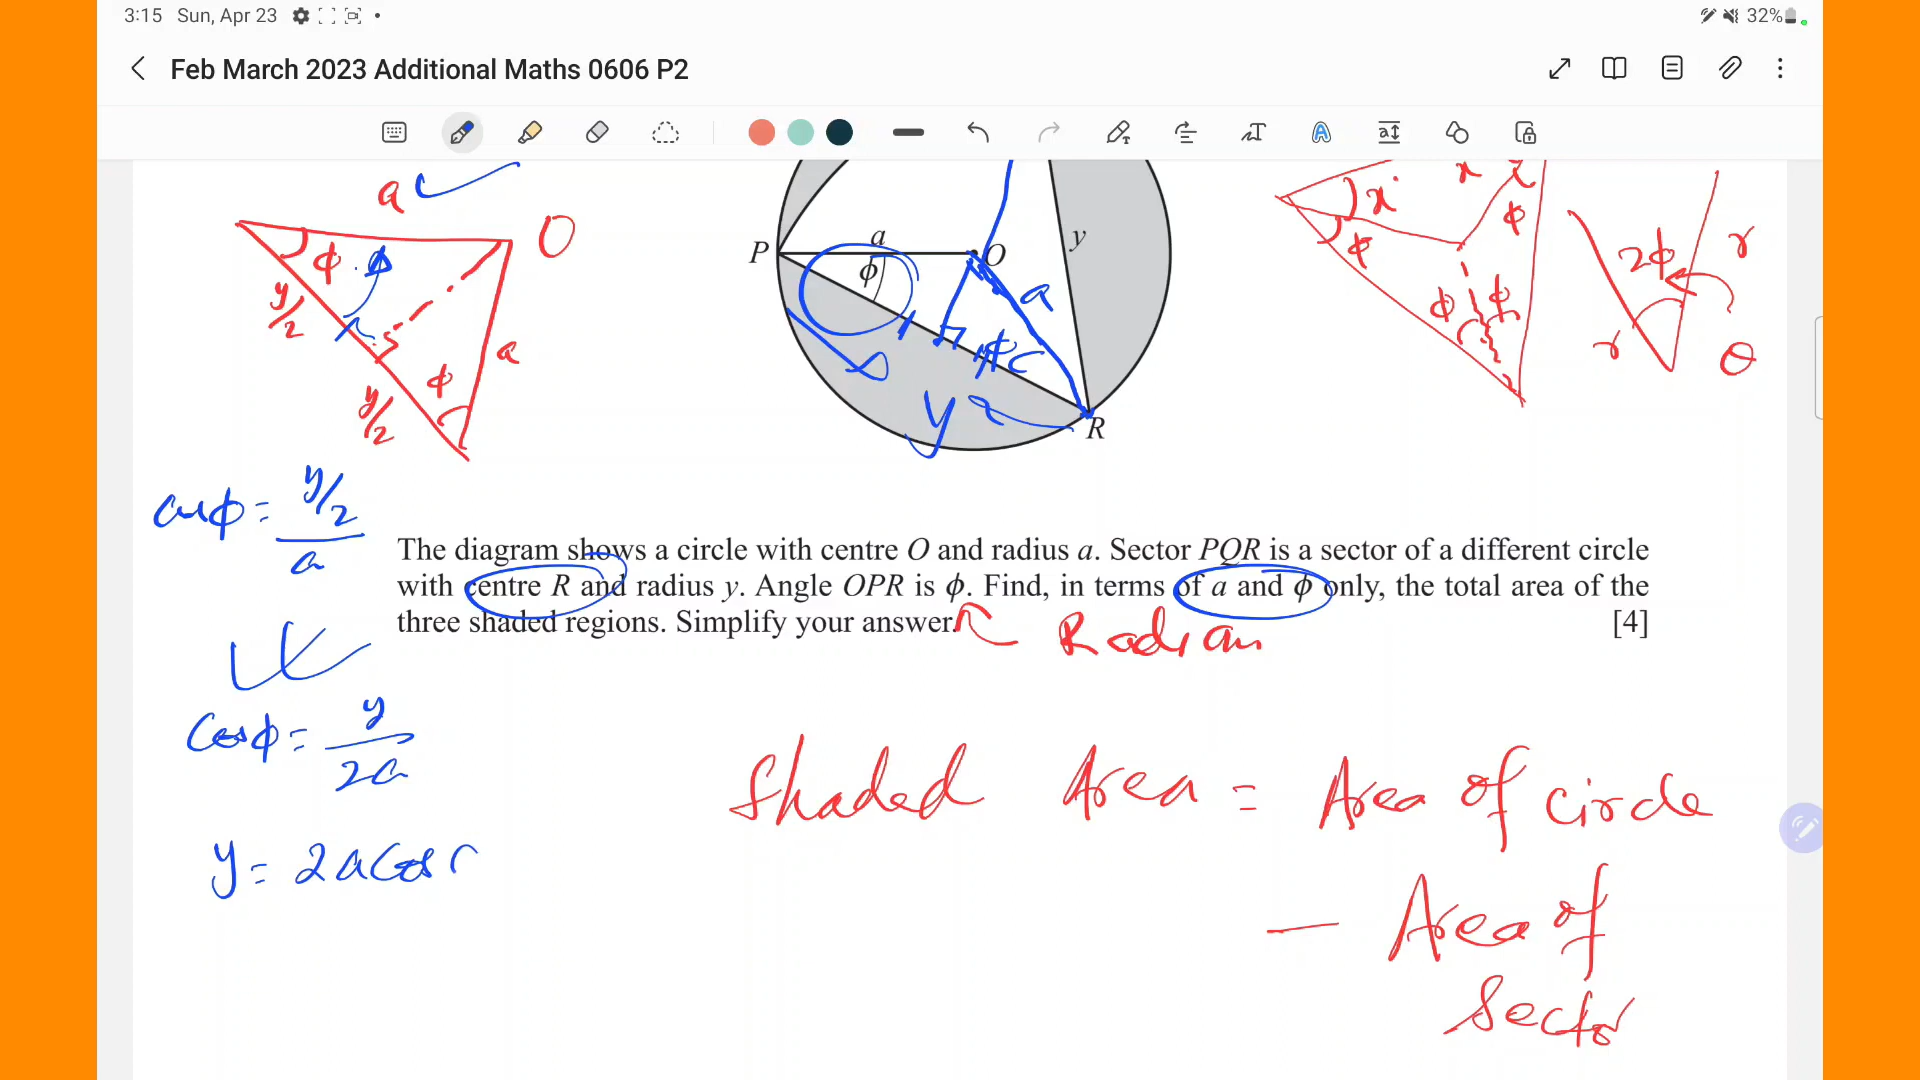 3:15 Sun, Apr 23
32%
Feb March 2023 Additional Maths 0606 P2
a
O
ϕ
ϕ
y/2
a
ϕ
y/2
P
a
O
y
ϕ
a
y
R
x
x
ϕ
ϕ
ϕ
ϕ
2ϕ
r
r
θ
cosϕ = y/2 / a
The diagram shows a circle with centre O and radius a. Sector PQR is a sector of a different circle
with centre R and radius y. Angle OPR is ϕ. Find, in terms of a and ϕ only, the total area of the
three shaded regions. Simplify your answer. [4]
Radian
Cosϕ = y / 2a
Shaded Area = Area of circle
y = 2a Cos
— Area of
Sector